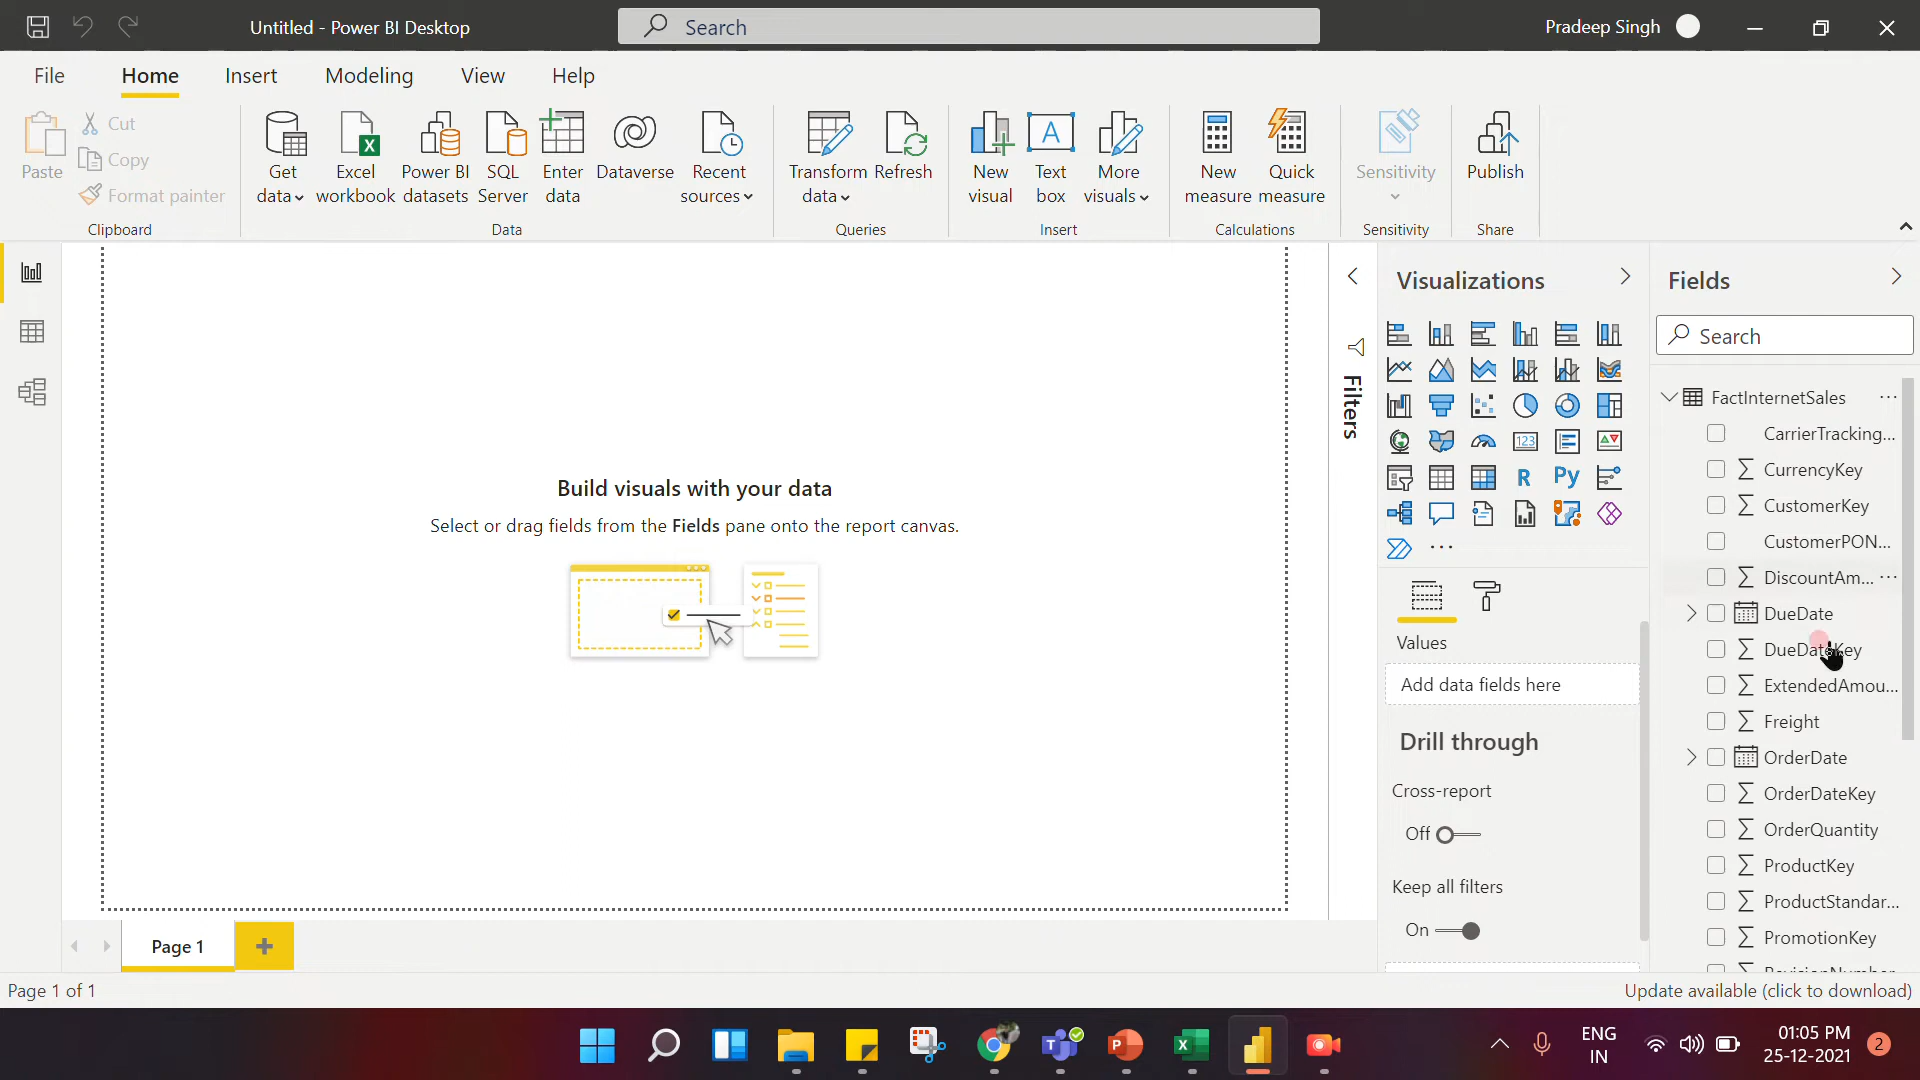 Untitled - Power BI Desktop
Search
Pradeep Singh
File
Home
Insert
Modeling
View
Help
Paste
Cut
Copy
Format painter
Clipboard
Get data
Excel workbook
Power BI datasets
SQL Server
Enter data
Dataverse
Recent sources
Data
Transform data
Refresh
Queries
New visual
Text box
More visuals
Insert
New measure
Quick measure
Calculations
Sensitivity
Sensitivity
Publish
Share
Build visuals with your data
Select or drag fields from the Fields pane onto the report canvas.
Filters
Visualizations
123
R
Py
Values
Add data fields here
Drill through
Cross-report
Off
Keep all filters
On
Fields
Search
FactInternetSales
CarrierTracking...
CurrencyKey
CustomerKey
CustomerPON...
DiscountAm...
DueDate
DueDateKey
ExtendedAmou...
Freight
OrderDate
OrderDateKey
OrderQuantity
ProductKey
ProductStandar...
PromotionKey
Page 1
Page 1 of 1
Update available (click to download)
ENG
IN
01:05 PM
25-12-2021
2